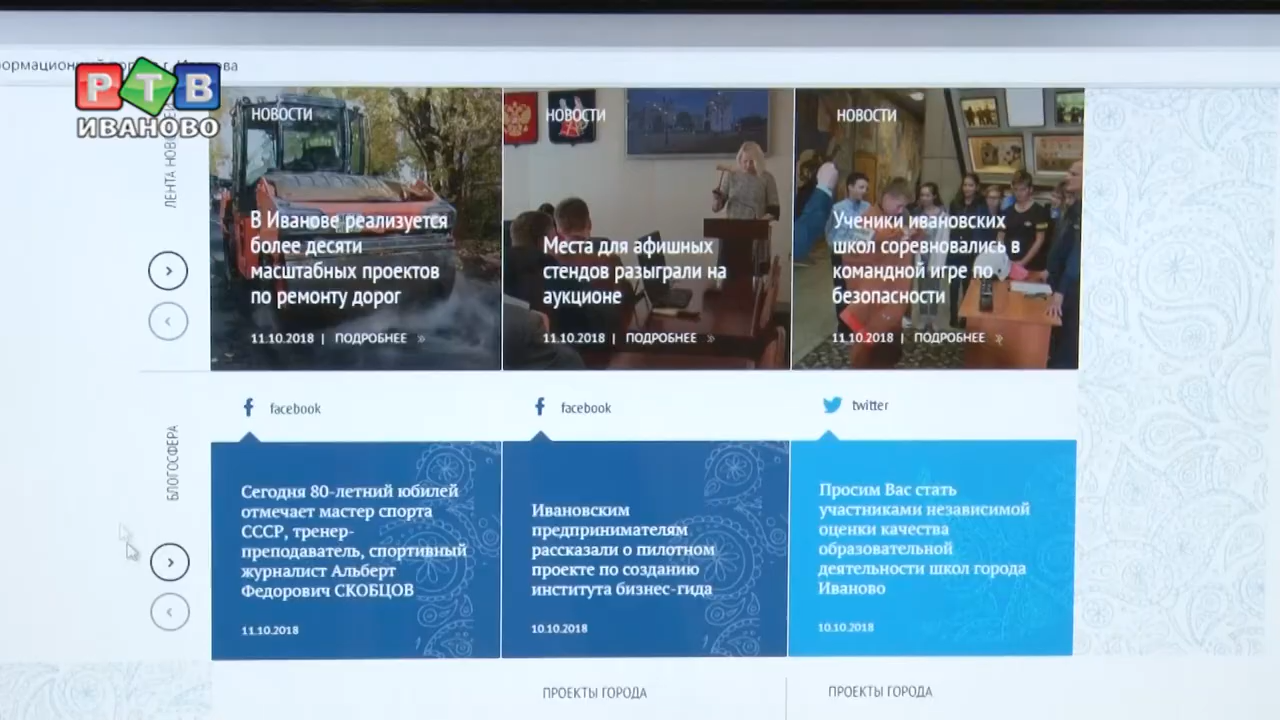 РТВ
ИВАНОВО
ЛЕНТА
НОВОСТИ
В Иванове реализуется
более десяти
масштабных проектов
по ремонту дорог
11.10.2018 | ПОДРОБНЕЕ »
НОВОСТИ
Места для афишных
стендов разыграли на
аукционе
11.10.2018 | ПОДРОБНЕЕ »
НОВОСТИ
Ученики ивановских
школ соревновались в
командной игре по
безопасности
11.10.2018 | ПОДРОБНЕЕ »
БЛОГОСФЕРА
facebook
Сегодня 80-летний юбилей
отмечает мастер спорта
СССР, тренер-
преподаватель, спортивный
журналист Альберт
Федорович СКОБЦОВ
11.10.2018
facebook
Ивановским
предпринимателям
рассказали о пилотном
проекте по созданию
института бизнес-гида
10.10.2018
twitter
Просим Вас стать
участниками независимой
оценки качества
образовательной
деятельности школ города
Иваново
10.10.2018
ПРОЕКТЫ ГОРОДА
ПРОЕКТЫ ГОРОДА